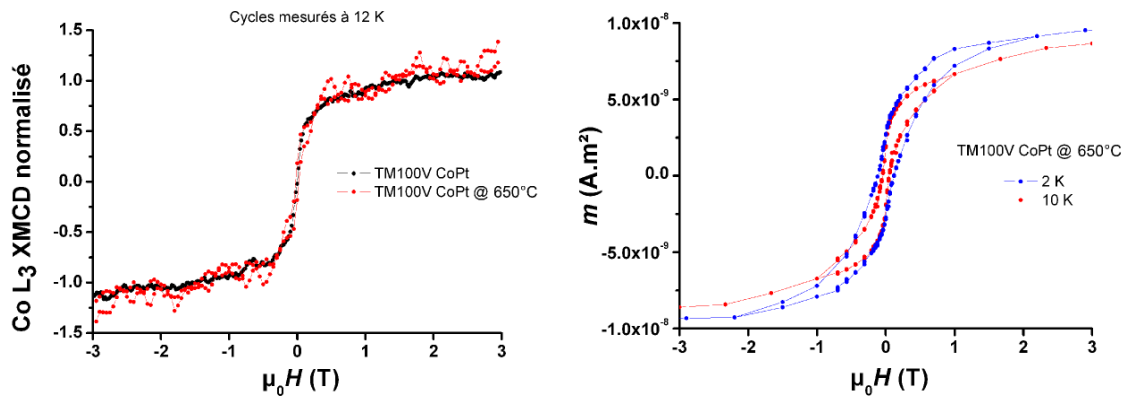 Cycles mesurés à 12 K
Co L3 XMCD normalisé
1.5
1.0
0.5
0.0
-0.5
-1.0
-1.5
TM100V CoPt
TM100V CoPt @ 650°C
-3 -2 -1 0 1 2 3
µ0H (T)
m (A.m²)
1.0x10-8
5.0x10-9
0.0
-5.0x10-9
-1.0x10-8
TM100V CoPt @ 650°C
2 K
10 K
-3 -2 -1 0 1 2 3
µ0H (T)